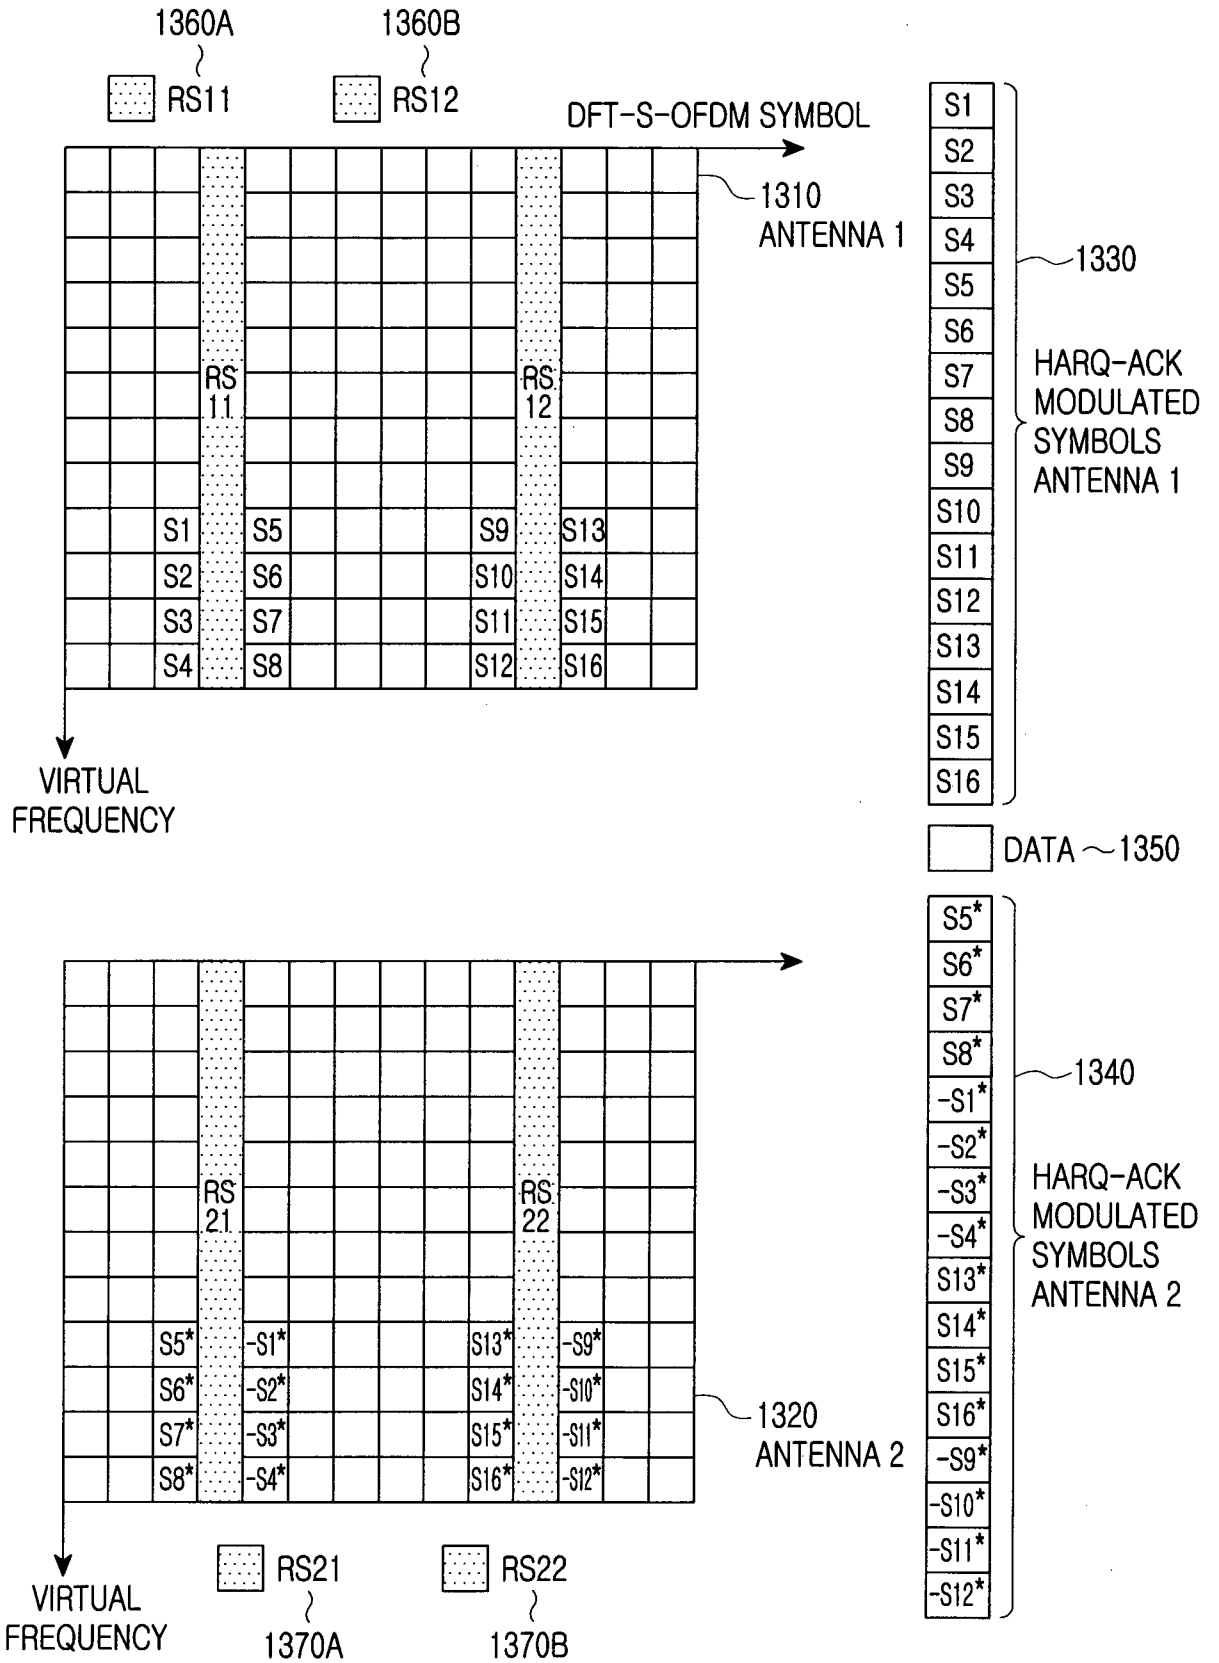 1360A 1360B
RS11 RS12
DFT-S-OFDM SYMBOL
1310
ANTENNA 1
RS
11
RS
12
S1 S5 S9 S13
S2 S6 S10 S14
S3 S7 S11 S15
S4 S8 S12 S16
VIRTUAL
FREQUENCY
S1
S2
S3
S4
S5
S6
S7
S8
S9
S10
S11
S12
S13
S14
S15
S16
1330
HARQ-ACK
MODULATED
SYMBOLS
ANTENNA 1
DATA 1350
RS
21
RS
22
S5* -S1* S13* -S9*
S6* -S2* S14* -S10*
S7* -S3* S15* -S11*
S8* -S4* S16* -S12*
1320
ANTENNA 2
VIRTUAL
FREQUENCY
RS21 RS22
1370A 1370B
S5*
S6*
S7*
S8*
-S1*
-S2*
-S3*
-S4*
S13*
S14*
S15*
S16*
-S9*
-S10*
-S11*
-S12*
1340
HARQ-ACK
MODULATED
SYMBOLS
ANTENNA 2